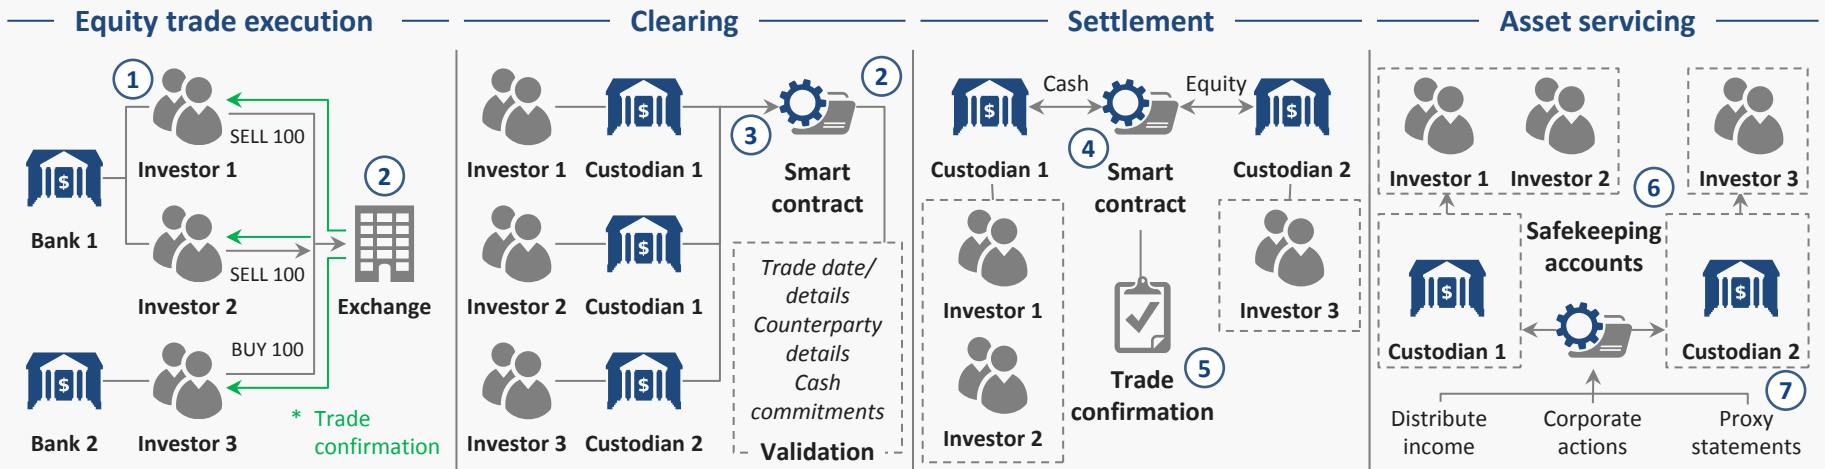 Equity trade execution
1
SELL 100
Investor 1
$
Bank 1
2
SELL 100
Investor 2
Exchange
BUY 100
$
Bank 2
Investor 3
* Trade
confirmation
Clearing
2
$
3
Investor 1
Custodian 1
Smart
contract
$
Investor 2
Custodian 1
$
Investor 3
Custodian 2
Trade date/
details
Counterparty
details
Cash
commitments
Validation
Settlement
$
Cash
Equity
$
4
Custodian 1
Smart
contract
Custodian 2
Investor 1
Investor 3
Investor 2
5
Trade
confirmation
Asset servicing
Investor 1
Investor 2
Investor 3
6
Safekeeping
accounts
$
Custodian 1
$
Custodian 2
7
Distribute
income
Corporate
actions
Proxy
statements